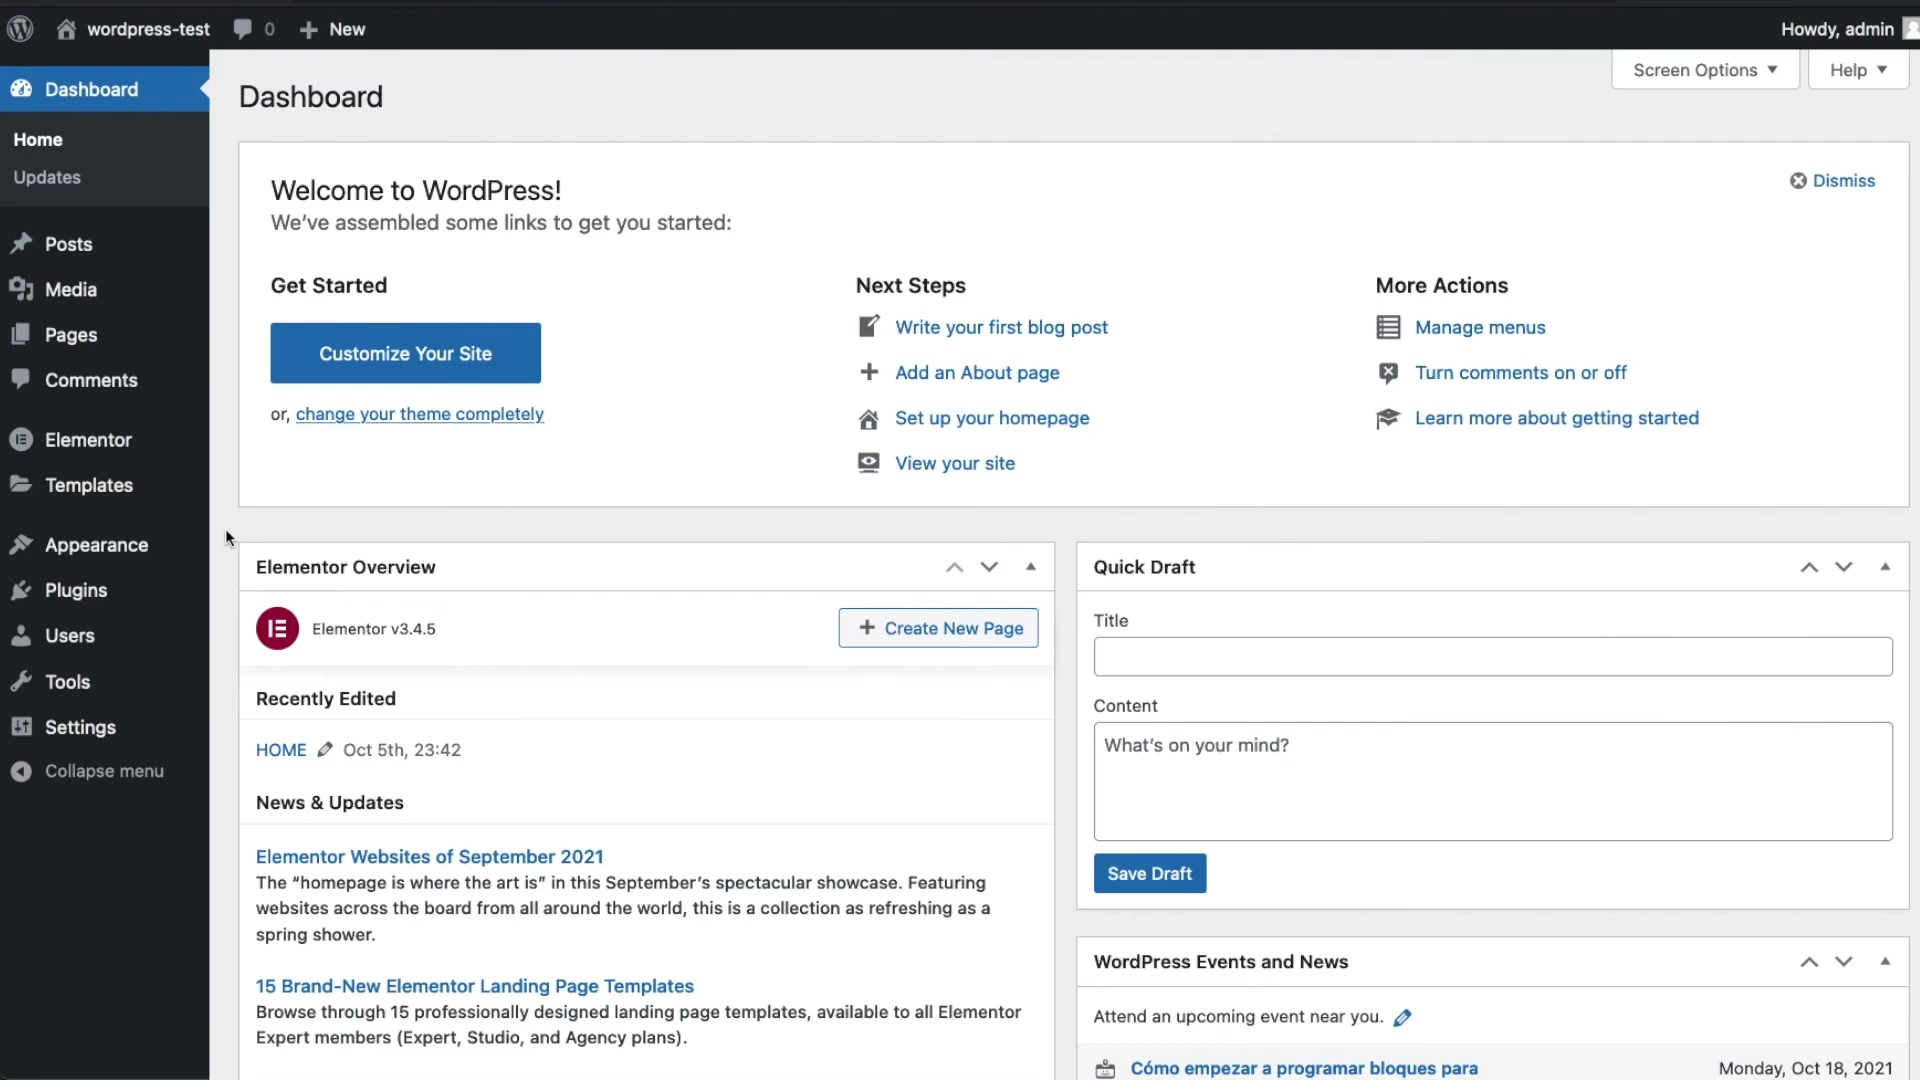 wordpress-test 0 New Howdy, admin
Screen Options Help
Dashboard
Home
Updates
Posts
Media
Pages
Comments
Elementor
Templates
Appearance
Plugins
Users
Tools
Settings
Collapse menu
Dashboard
Welcome to WordPress!
We've assembled some links to get you started:
Dismiss
Get Started
Customize Your Site
or, change your theme completely
Next Steps
Write your first blog post
Add an About page
Set up your homepage
View your site
More Actions
Manage menus
Turn comments on or off
Learn more about getting started
Elementor Overview
Elementor v3.4.5
Create New Page
Recently Edited
HOME Oct 5th, 23:42
News & Updates
Elementor Websites of September 2021
The “homepage is where the art is” in this September’s spectacular showcase. Featuring
websites across the board from all around the world, this is a collection as refreshing as a
spring shower.
15 Brand-New Elementor Landing Page Templates
Browse through 15 professionally designed landing page templates, available to all Elementor
Expert members (Expert, Studio, and Agency plans).
Quick Draft
Title
Content
What's on your mind?
Save Draft
WordPress Events and News
Attend an upcoming event near you.
Cómo empezar a programar bloques para Monday, Oct 18, 2021